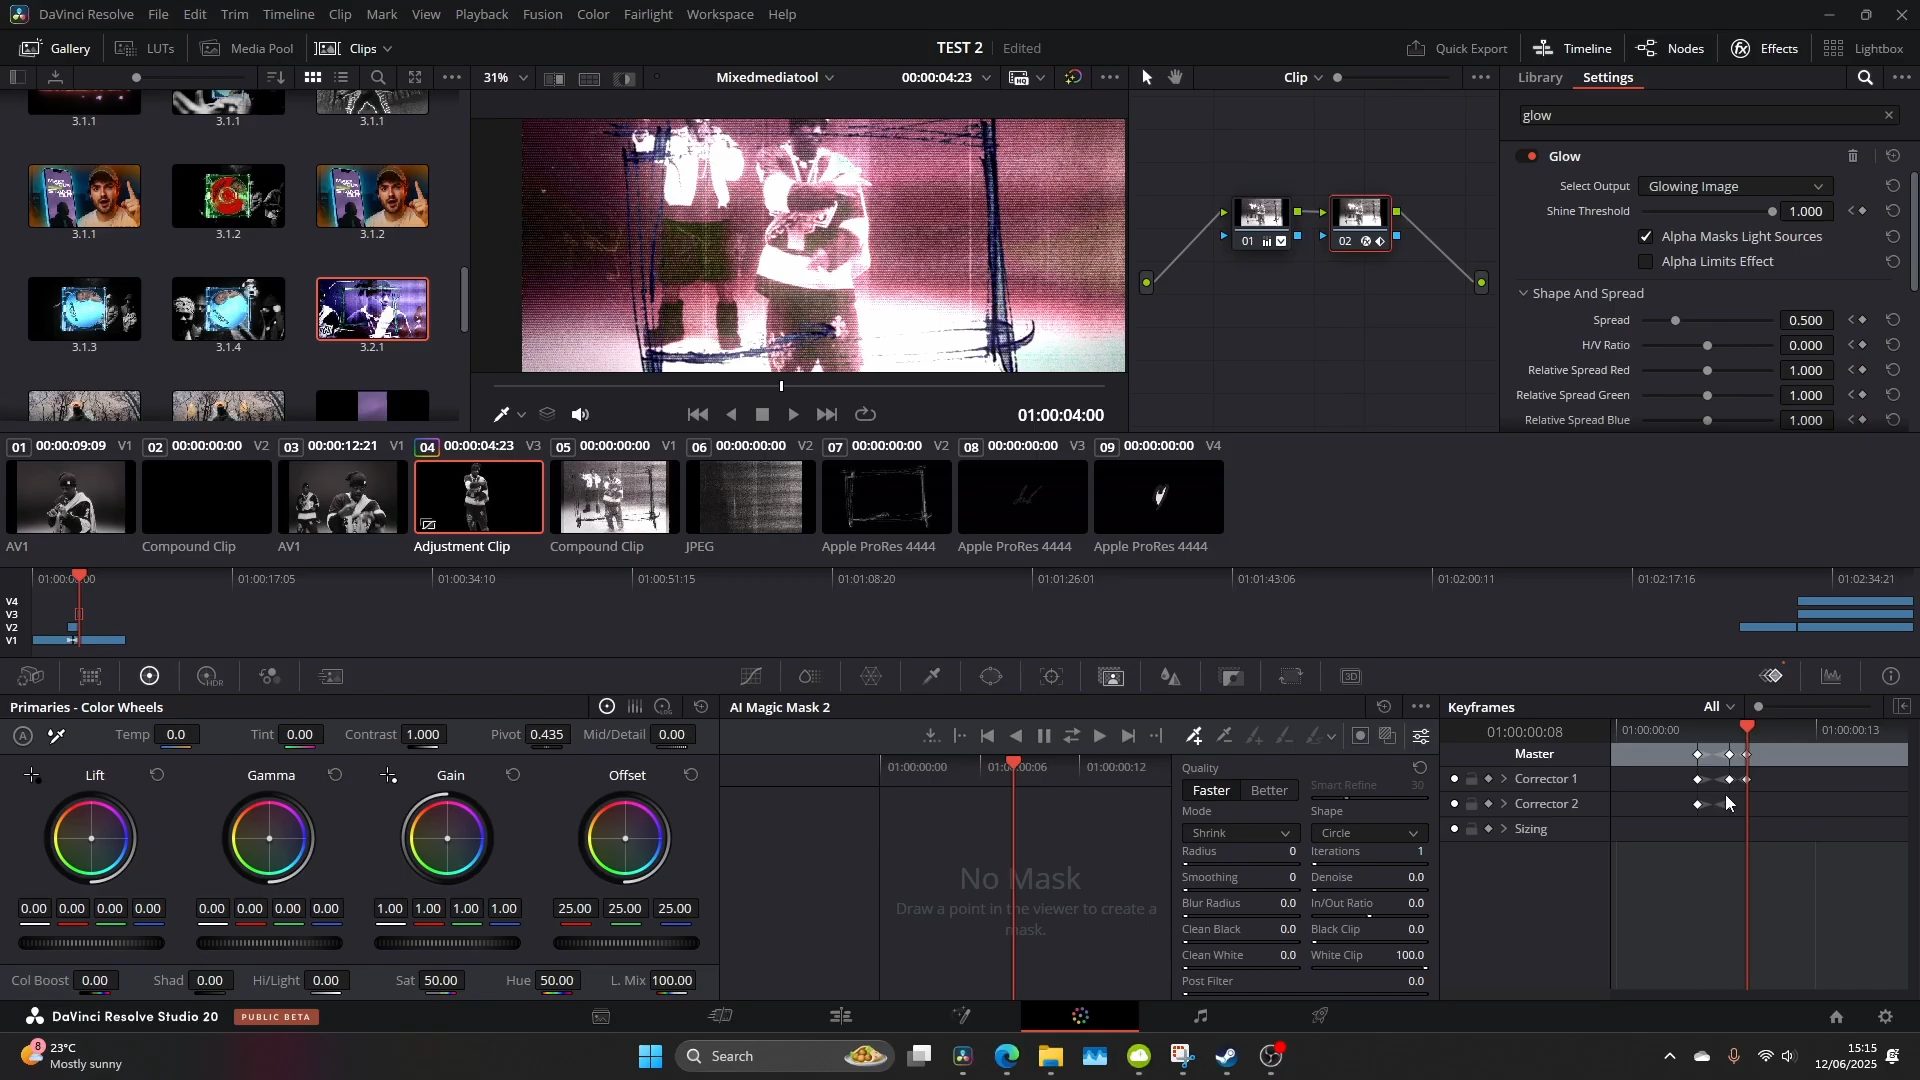 DaVinci Resolve File Edit Trim Timeline Clip Mark View Playback Fusion Color Fairlight Workspace Help
Gallery LUTs Media Pool Clips TEST 2 Edited Quick Export Timeline Nodes Effects Lightbox
31% Mixedmediatool 00:00:04:23 HQ Clip Library Settings
glow
3.1.1 3.1.1 3.1.1
3.1.1 3.1.2 3.1.2
3.1.3 3.1.4 3.2.1
01 02
Glow
Select Output Glowing Image
Shine Threshold 1.000
Alpha Masks Light Sources
Alpha Limits Effect
Shape And Spread
Spread 0.500
H/V Ratio 0.000
Relative Spread Red 1.000
Relative Spread Green 1.000
Relative Spread Blue 1.000
01:00:04:00
01 00:00:09:09 V1 02 00:00:00:00 V2 03 00:00:12:21 V1 04 00:00:04:23 V3 05 00:00:00:00 V1 06 00:00:00:00 V2 07 00:00:00:00 V2 08 00:00:00:00 V3 09 00:00:00:00 V4
AV1 Compound Clip AV1 Adjustment Clip Compound Clip JPEG Apple ProRes 4444 Apple ProRes 4444 Apple ProRes 4444
01:00:17:05 01:00:34:10 01:00:51:15 01:01:08:20 01:01:26:01 01:01:43:06 01:02:00:11 01:02:17:16 01:02:34:21
V4
V3
V2
V1
HDR 3D
Primaries - Color Wheels AI Magic Mask 2 Keyframes All
LOG
A Temp 0.0 Tint 0.00 Contrast 1.000 Pivot 0.435 Mid/Detail 0.00
Lift Gamma Gain Offset
0.00 0.00 0.00 0.00 0.00 0.00 0.00 0.00 1.00 1.00 1.00 1.00 25.00 25.00 25.00
Col Boost 0.00 Shad 0.00 Hi/Light 0.00 Sat 50.00 Hue 50.00 L. Mix 100.00
01:00:00:00 01:00:12
No Mask
Draw a point in the viewer to create a
mask.
Quality
Faster Better Smart Refine 30
Mode Shape
Shrink Circle
Radius 0 Iterations 1
Smoothing 0 Denoise 0.0
Blur Radius 0.0 In/Out Ratio 0.0
Clean Black 0.0 Black Clip 0.0
Clean White 0.0 White Clip 100.0
Post Filter 0.0
01:00:00:08 01:00:00:00 01:00:00:13
Master
Corrector 1
Corrector 2
Sizing
DaVinci Resolve Studio 20 PUBLIC BETA
8 23°C
Mostly sunny
Search
15:15
12/06/2025